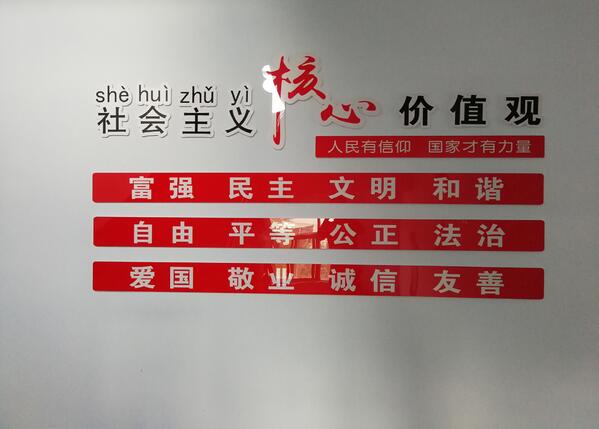 shè huì zhǔ yì
社会主义核心价值观
人民有信仰 国家才有力量
富强 民主 文明 和谐
自由 平等 公正 法治
爱国 敬业 诚信 友善